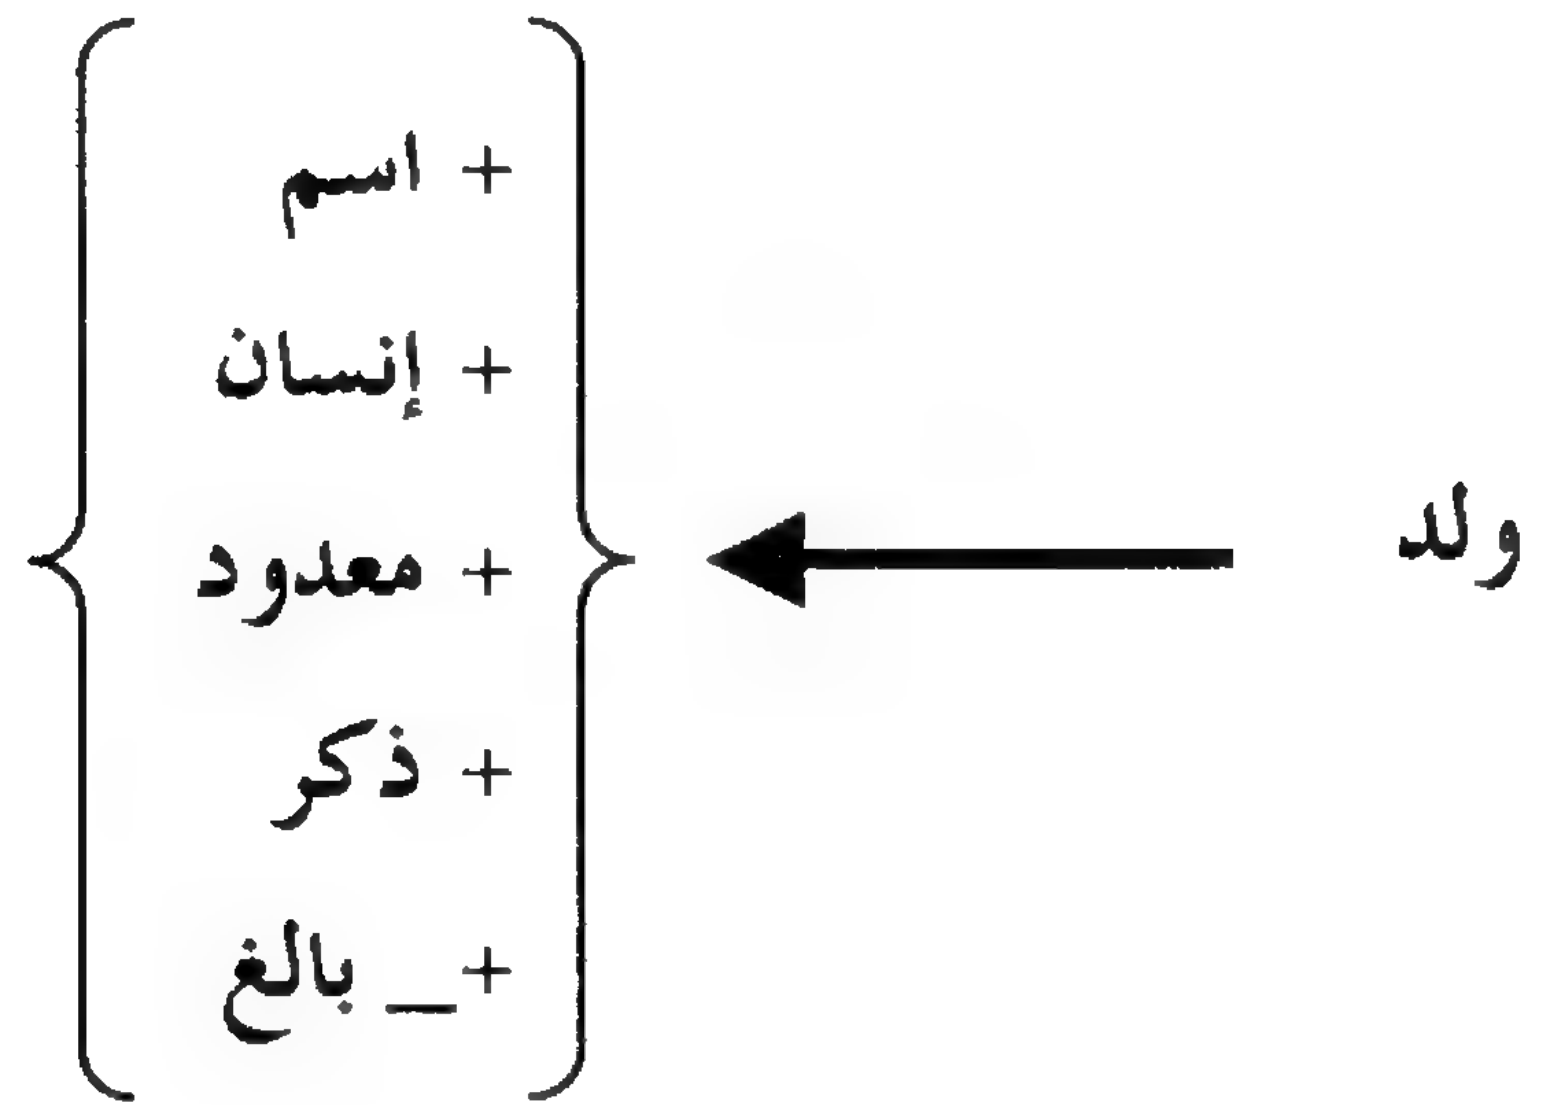 + اسم
+ إنسان
ولد
+ معدود
+ ذكر
+_ بالغ